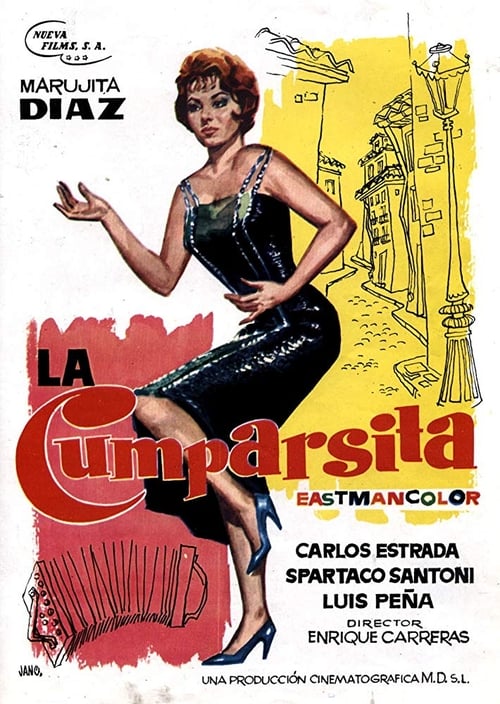 NUEVA
FILMS, S. A.
MARUJITA
DIAZ
LA
Cumparsita
EASTMANCOLOR
CARLOS ESTRADA
SPARTACO SANTONI
LUIS PEÑA
DIRECTOR
ENRIQUE CARRERAS
JANO.
UNA PRODUCCIÓN CINEMATOGRAFICA M.D. S.L.